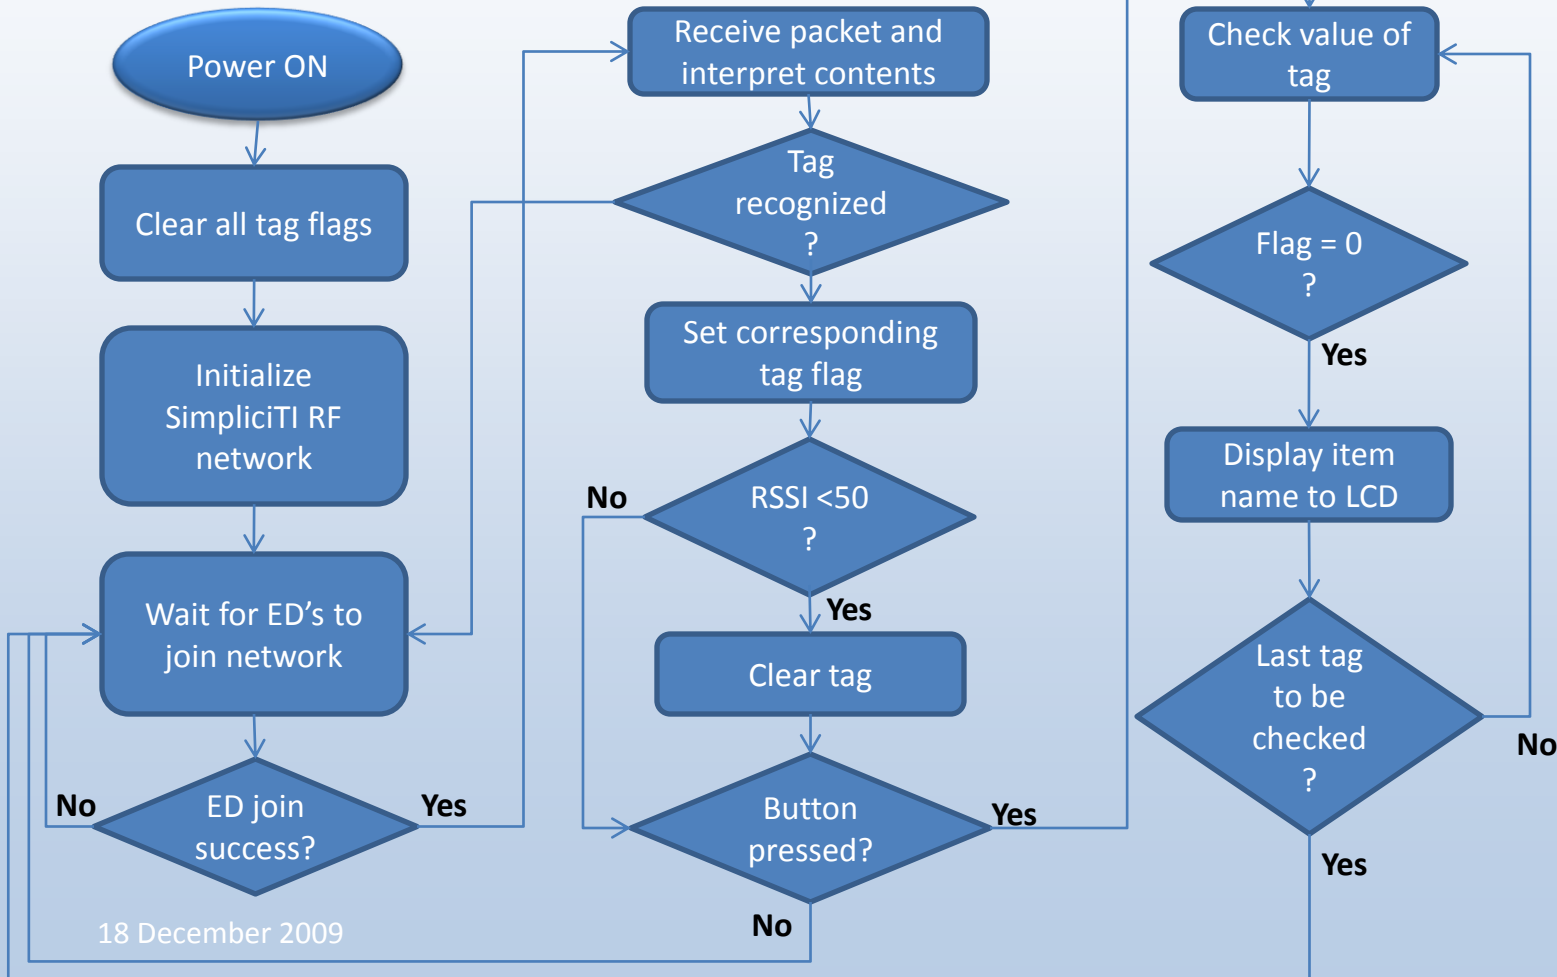 Power ON
Clear all tag flags
Initialize
SimpliciTI RF
network
Wait for ED’s to
join network
No
ED join
success?
Yes
18 December 2009
Receive packet and
interpret contents
Tag
recognized
?
Set corresponding
tag flag
No
RSSI <50
?
Yes
Clear tag
Button
pressed?
Yes
No
Check value of
tag
Flag = 0
?
Yes
Display item
name to LCD
Last tag
to be
checked
?
No
Yes